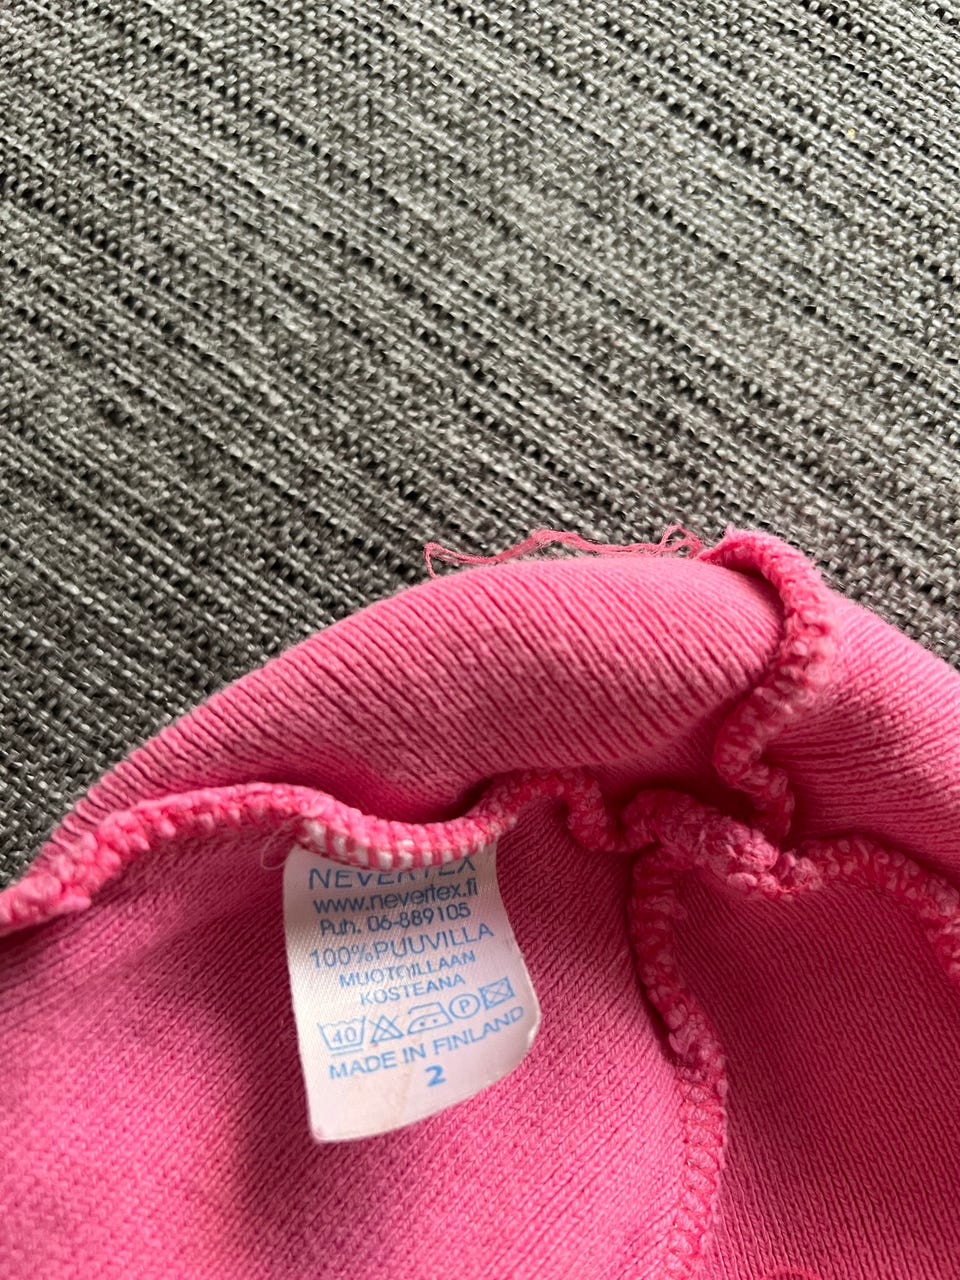 NEVERTEX
www.nevertex.fi
Puh. 06-889105
100% PUUVILLA
MUOTOILLAAN
KOSTEANA
40 P
MADE IN FINLAND
2